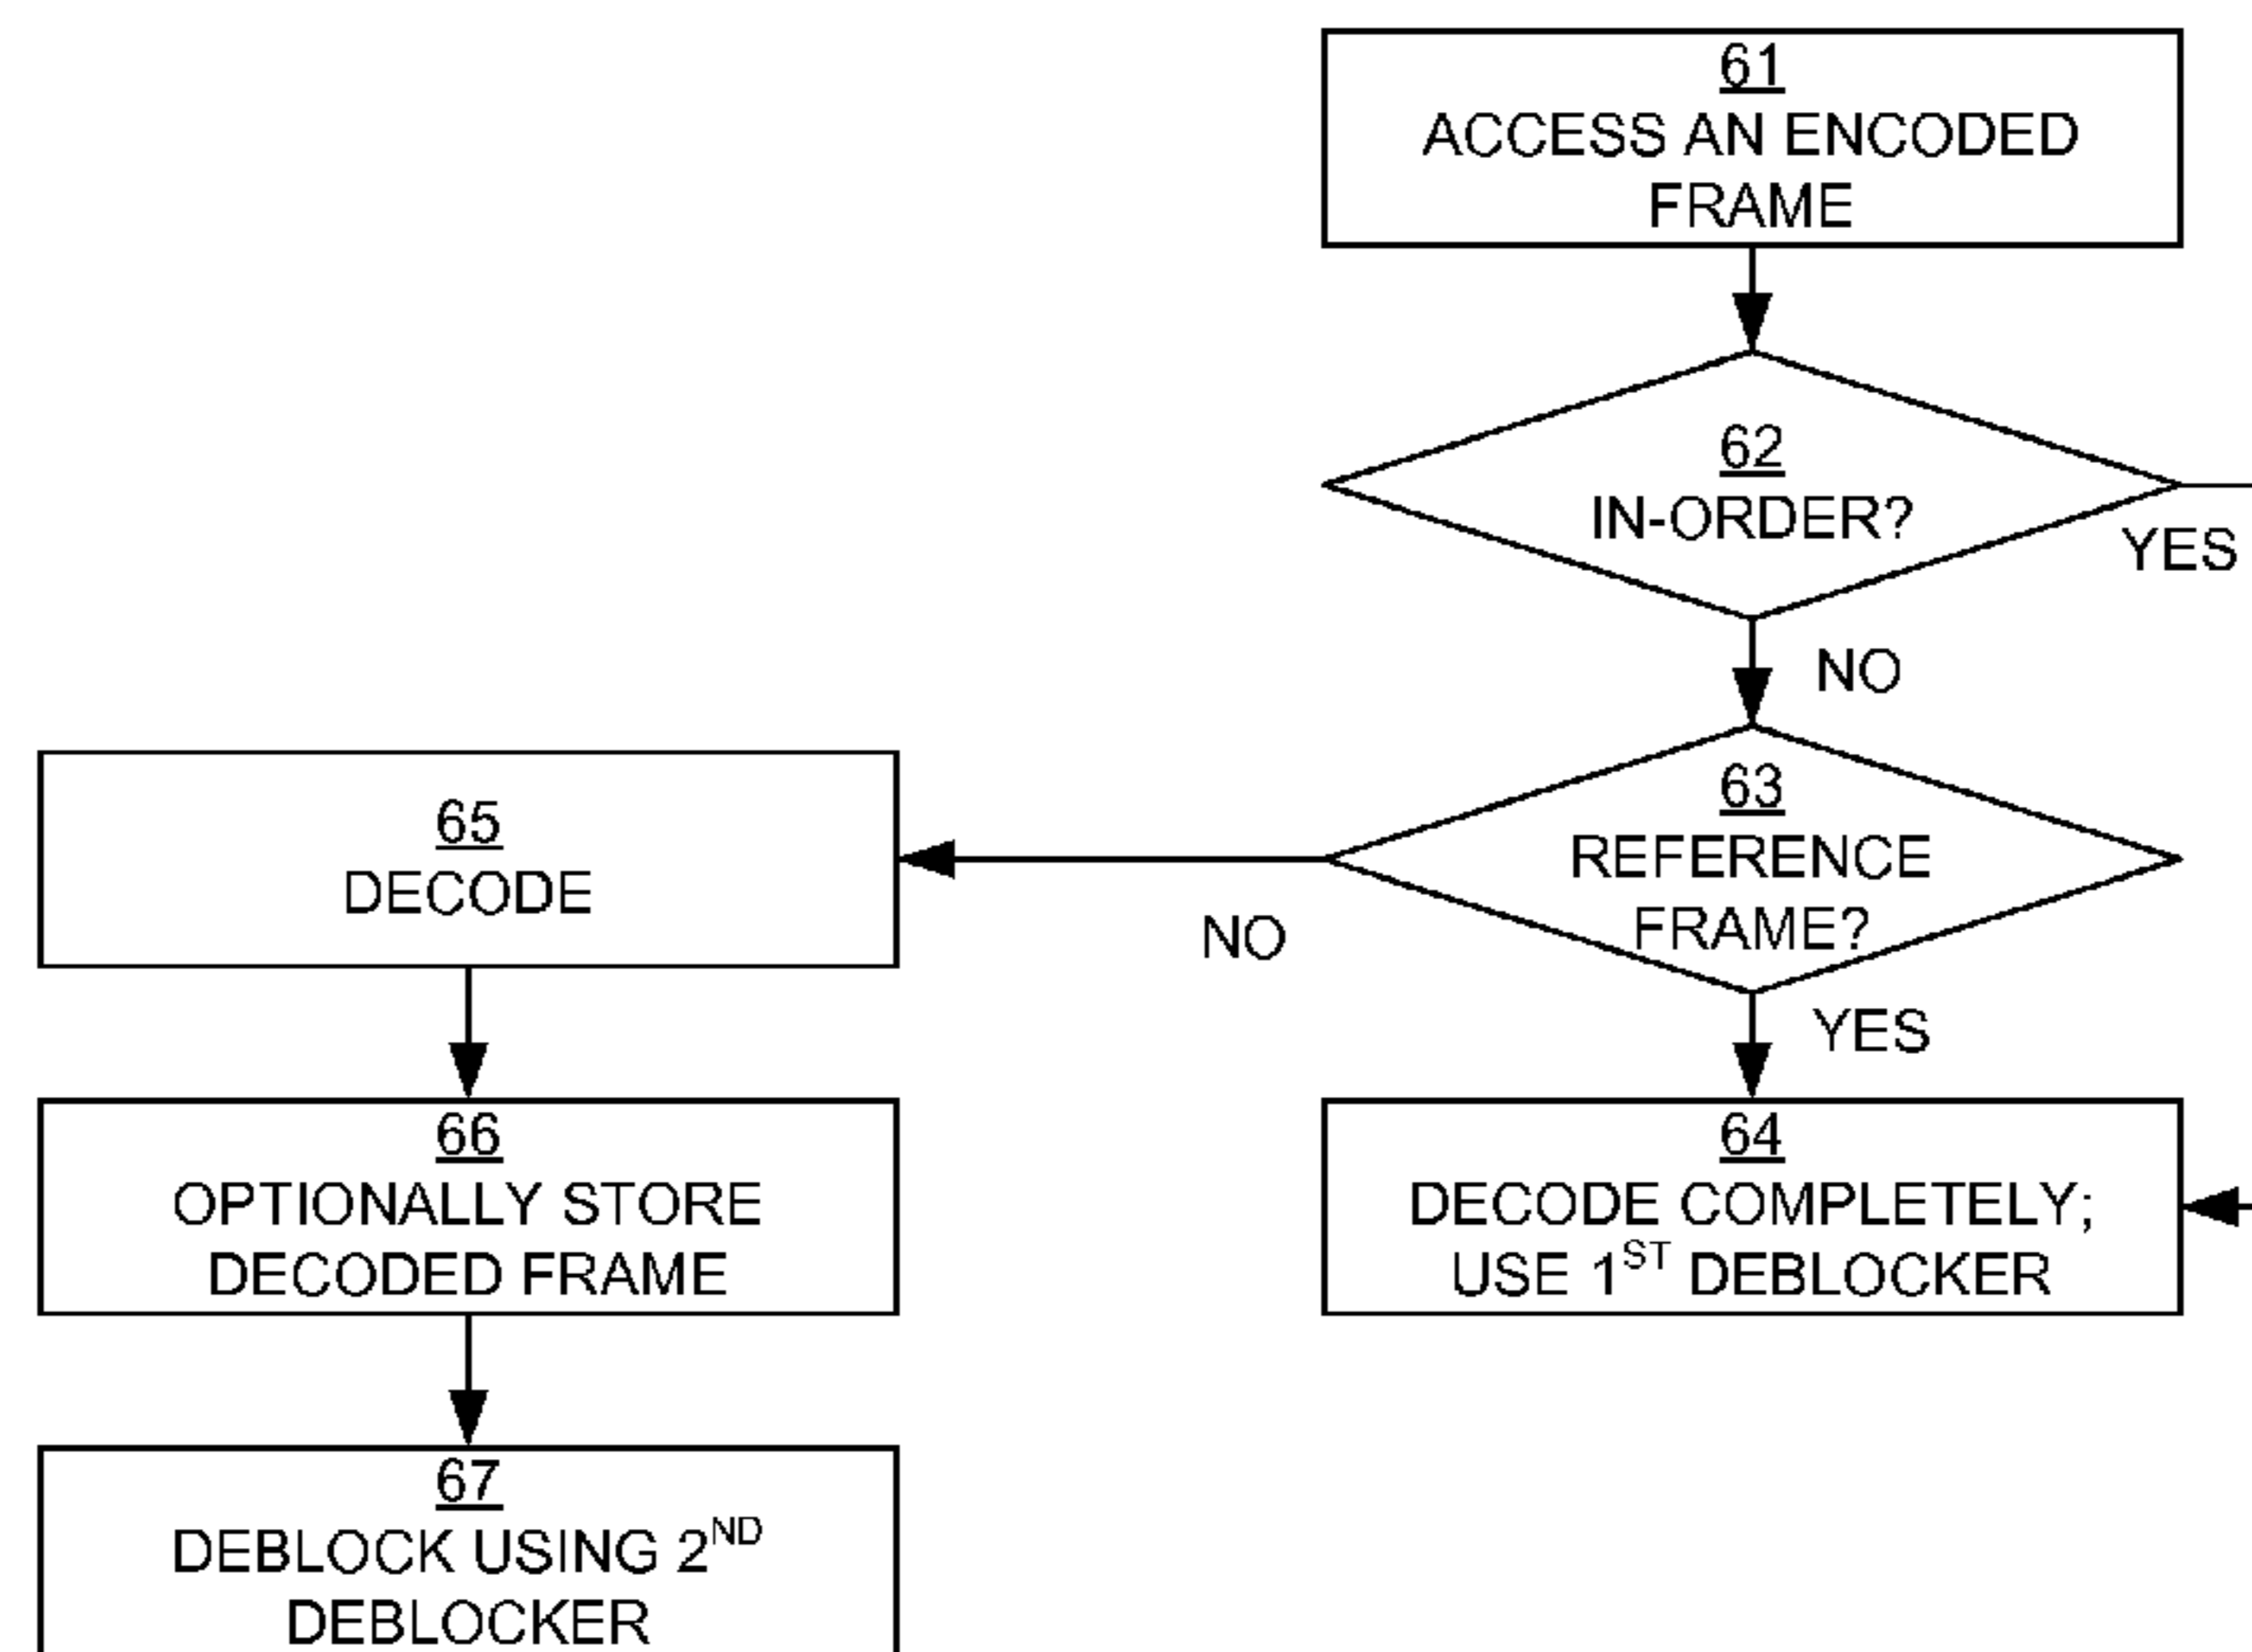 61
ACCESS AN ENCODED
FRAME
62
IN-ORDER?
YES
NO
63
REFERENCE
FRAME?
NO
YES
64
DECODE COMPLETELY;
USE 1ST DEBLOCKER
65
DECODE
66
OPTIONALLY STORE
DECODED FRAME
67
DEBLOCK USING 2ND
DEBLOCKER